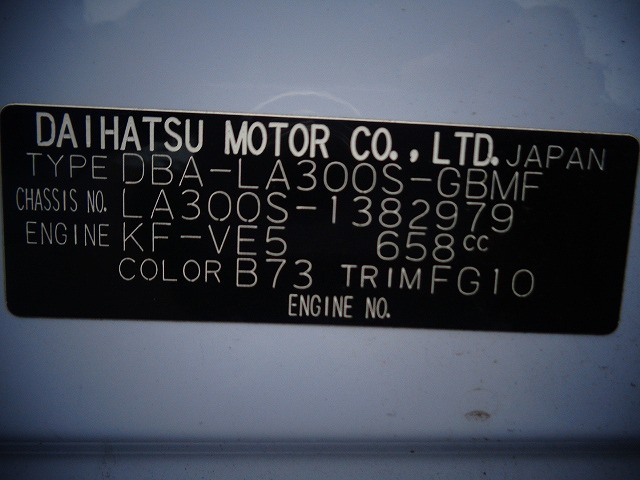 DAIHATSU MOTOR CO., LTD. JAPAN
TYPE DBA-LA300S-GBMF
CHASSIS NO. LA300S-1382979
ENGINE KF-VE5 658cc
COLOR B73 TRIM FG10
ENGINE NO.